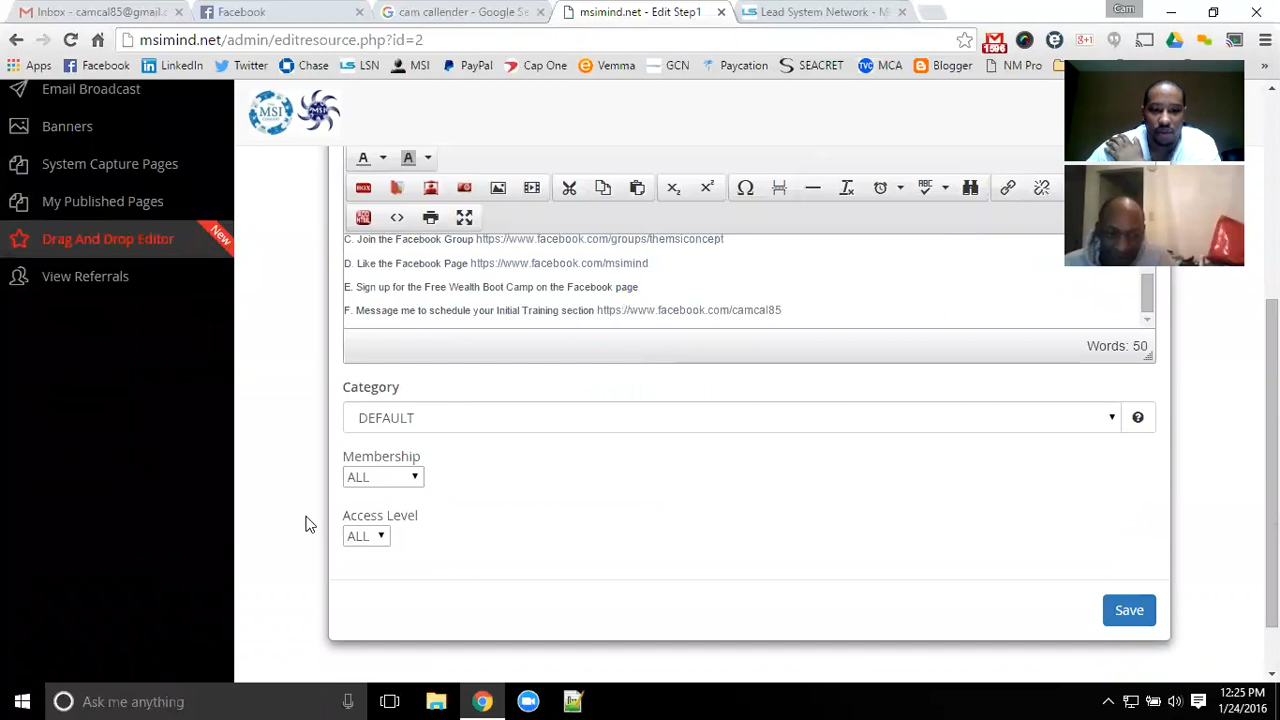 Inbox - camcal85@gmail.c
Facebook
cam callender - Google Se
msimind.net - Edit Step1
Lead System Network - M
Cam
msimind.net/admin/editresource.php?id=2
1596
Apps
Facebook
LinkedIn
Twitter
Chase
LSN
MSI
PayPal
Cap One
Vemma
GCN
Paycation
SEACRET
MCA
Blogger
NM Pro
Email Broadcast
Banners
System Capture Pages
My Published Pages
Drag And Drop Editor
New
View Referrals
MSI
C. Join the Facebook Group https://www.facebook.com/groups/themsiconcept
D. Like the Facebook Page https://www.facebook.com/msimind
E. Sign up for the Free Wealth Boot Camp on the Facebook page
F. Message me to schedule your Initial Training section https://www.facebook.com/camcal85
Words: 50
Category
DEFAULT
Membership
ALL
Access Level
ALL
Save
Ask me anything
12:25 PM
1/24/2016